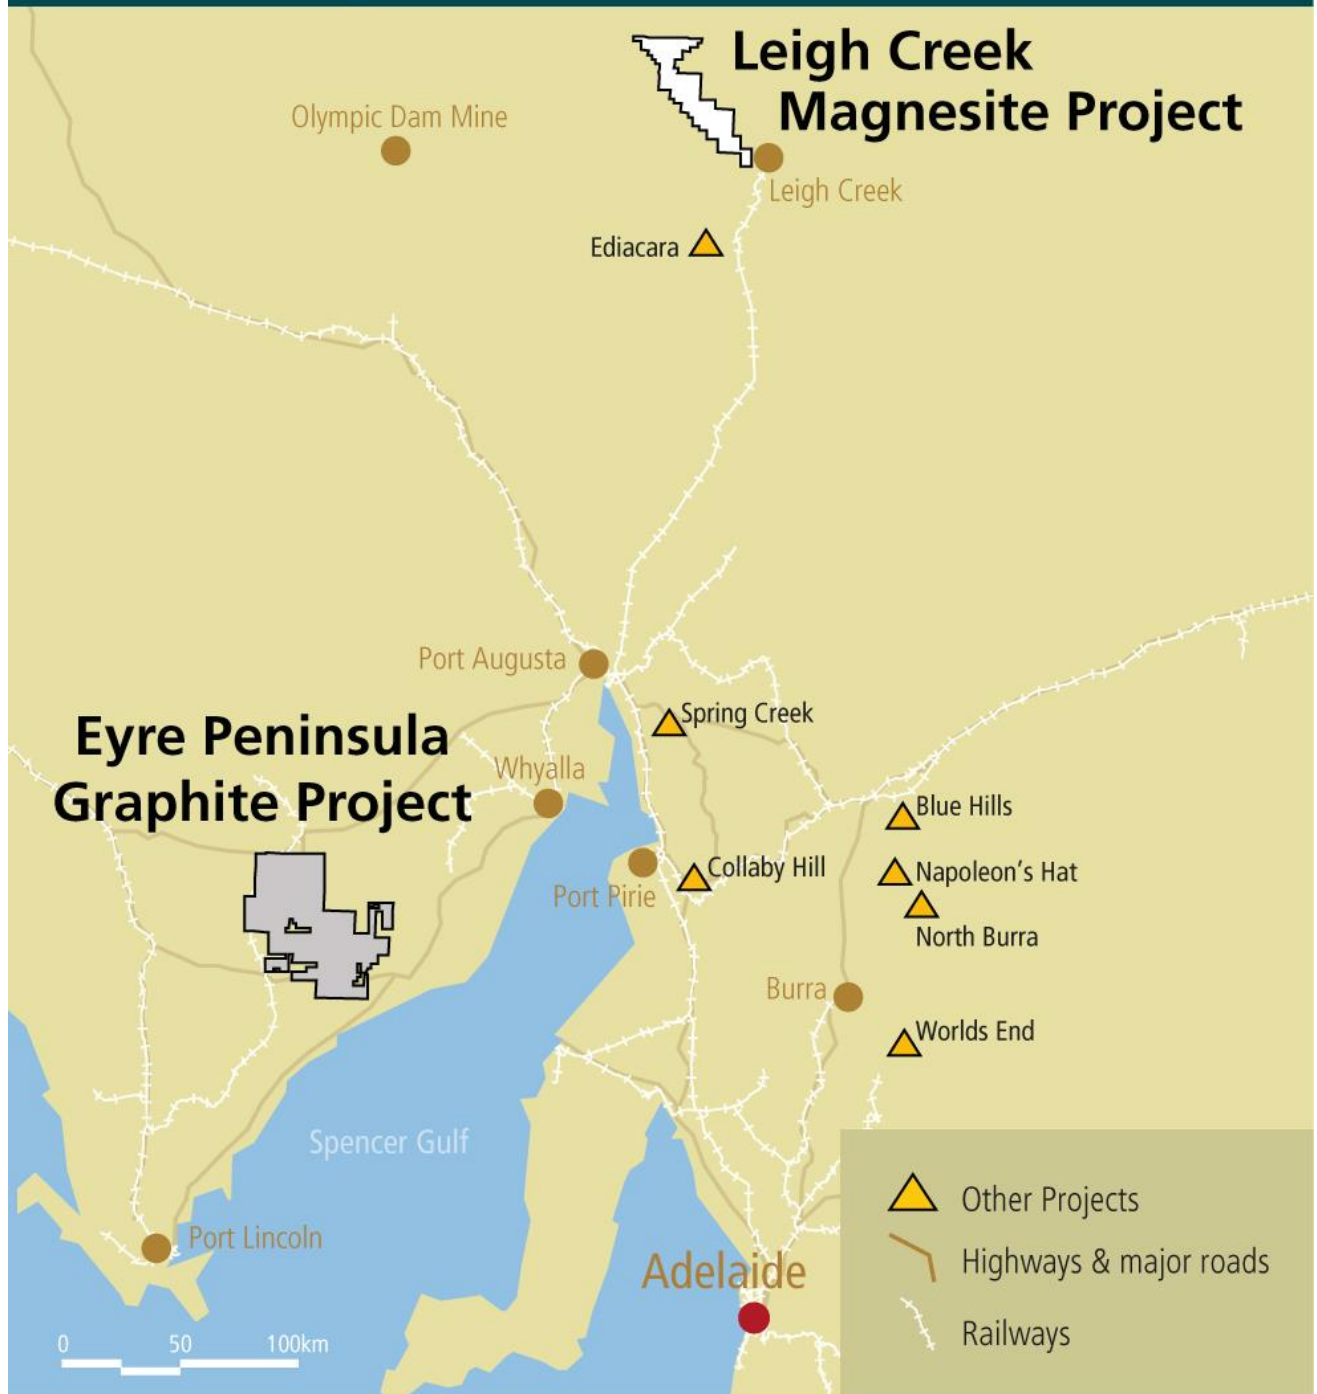 Leigh Creek
Magnesite Project
Olympic Dam Mine
Leigh Creek
Ediacara
Port Augusta
Spring Creek
Eyre Peninsula
Graphite Project
Whyalla
Blue Hills
Collaby Hill
Napoleon's Hat
Port Pirie
North Burra
Burra
Worlds End
Spencer Gulf
Other Projects
Port Lincoln
Highways & major roads
Adelaide
Railways
0 50 100km